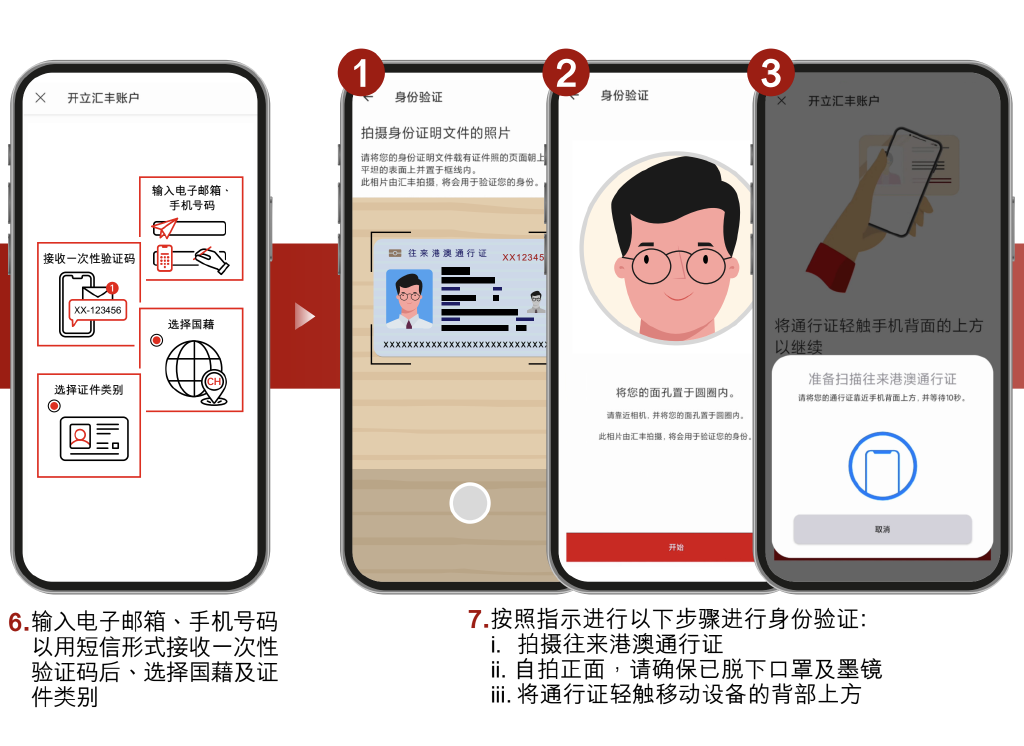 开立汇丰账户
输入电子邮箱、
手机号码
接收一次性验证码
1
XX-123456
选择国藉
CH
选择证件类别
6.输入电子邮箱、手机号码
以用短信形式接收一次性
验证码后、选择国藉及证
件类别
1
身份验证
拍摄身份证明文件的照片
请将您的身份证明文件载有证件照的页面朝上
平坦的表面上并置于框线内。
此相片由汇丰拍摄，将会用于验证您的身份。
往来港澳通行证
XX12345
XXXXXXXXXXXXXXXXXXXXXXXXX
2
身份验证
将您的面孔置于圆圈内。
请靠近相机，并将您的面孔置于圆圈内。
此相片由汇丰拍摄，将会用于验证您的身份。
开始
3
开立汇丰账户
将通行证轻触手机背面的上方
以继续
准备扫描往来港澳通行证
请将您的通行证靠近手机背面上方，并等待10秒。
取消
7.按照指示进行以下步骤进行身份验证:
i. 拍摄往来港澳通行证
ii. 自拍正面，请确保已脱下口罩及墨镜
iii. 将通行证轻触移动设备的背部上方